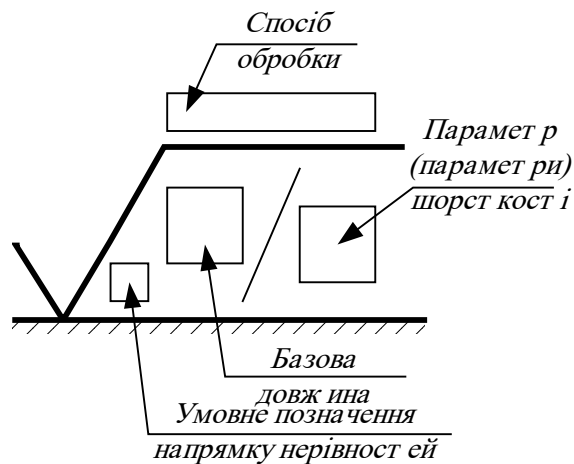 Спосіб
обробки
Парамет р
(парамет ри)
шорст кост і
Базова
довж ина
Умовне позначення
напрямку нерівност ей